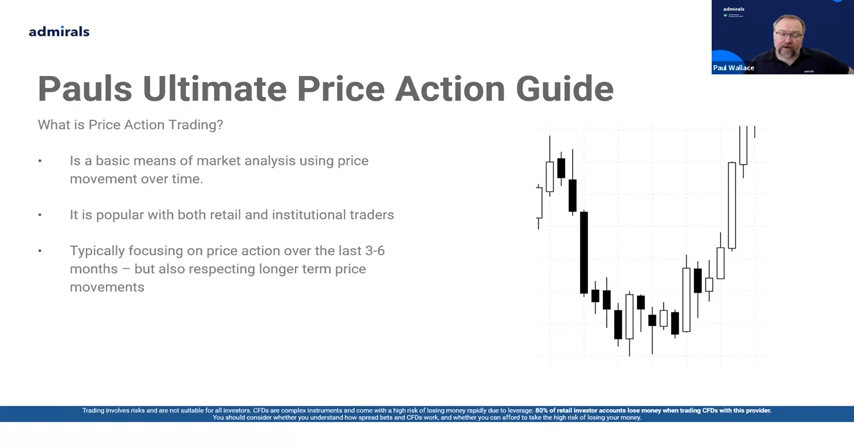 admirals
admirals
Paul Wallace
Pauls Ultimate Price Action Guide
What is Price Action Trading?
• Is a basic means of market analysis using price
movement over time.
• It is popular with both retail and institutional traders
• Typically focusing on price action over the last 3-6
months – but also respecting longer term price
movements
Trading involves risks and are not suitable for all investors. CFDs are complex instruments and come with a high risk of losing money rapidly due to leverage. 80% of retail investor accounts lose money when trading CFDs with this provider.
You should consider whether you understand how spread bets and CFDs work, and whether you can afford to take the high risk of losing your money.